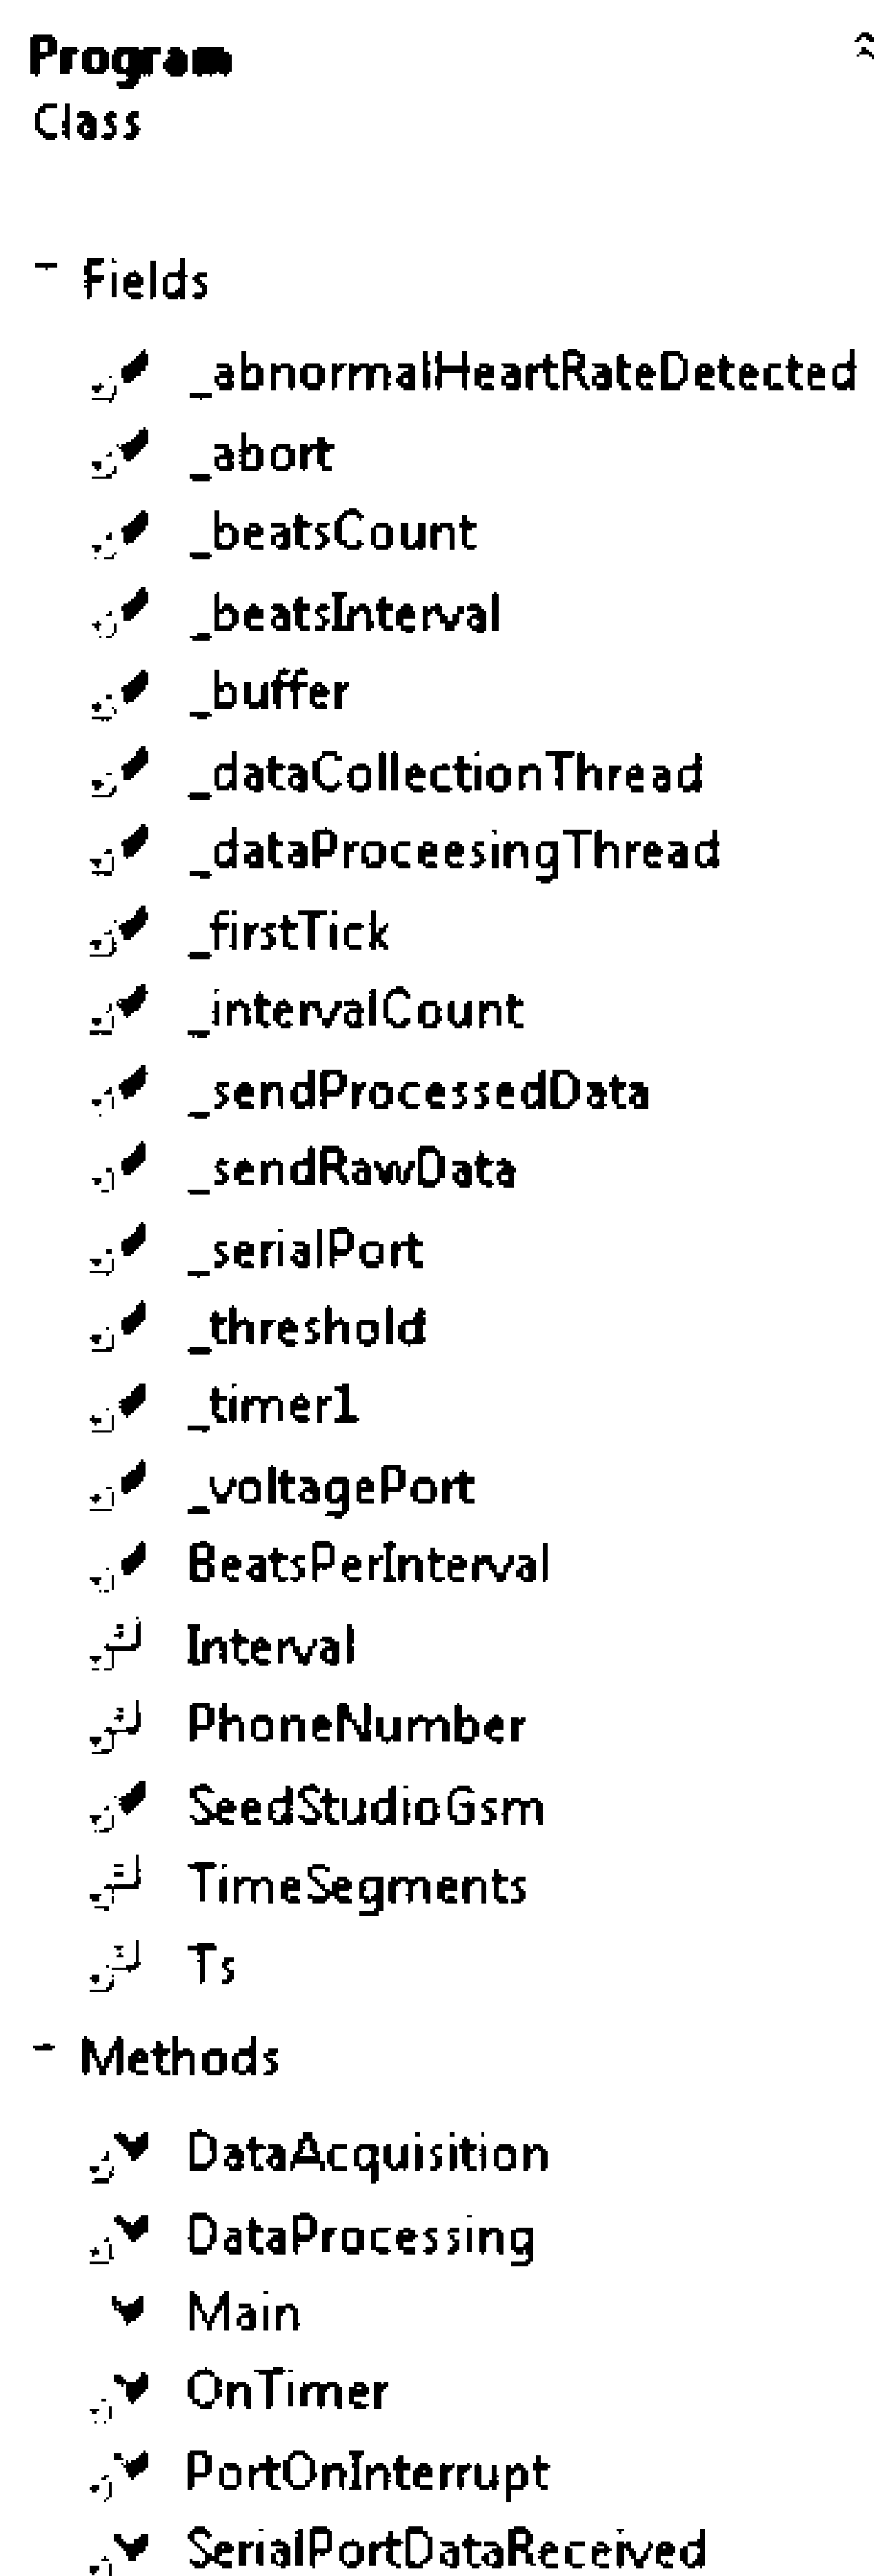 Program
Class
Fields
_abnormalHeartRateDetected
_abort
_beatsCount
_beatsInterval
_buffer
_dataCollectionThread
_dataProceesingThread
_firstTick
_intervalCount
_sendProcessedData
_sendRawData
_serialPort
_threshold
_timer1
_voltagePort
BeatsPerInterval
Interval
PhoneNumber
SeedStudioGsm
TimeSegments
Ts
Methods
DataAcquisition
DataProcessing
Main
OnTimer
PortOnInterrupt
SerialPortDataReceived